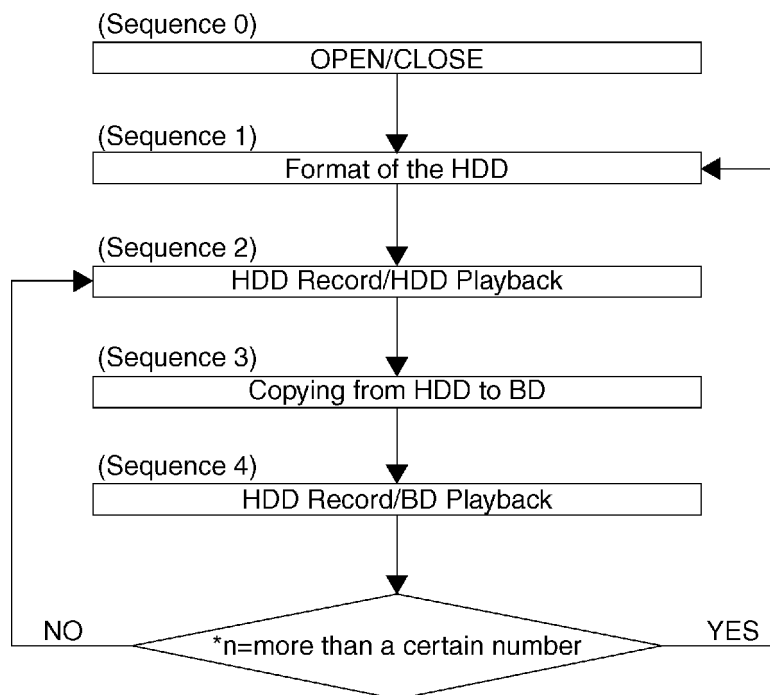 (Sequence 0)
OPEN/CLOSE
(Sequence 1)
Format of the HDD
(Sequence 2)
HDD Record/HDD Playback
(Sequence 3)
Copying from HDD to BD
(Sequence 4)
HDD Record/BD Playback
NO
*n=more than a certain number
YES